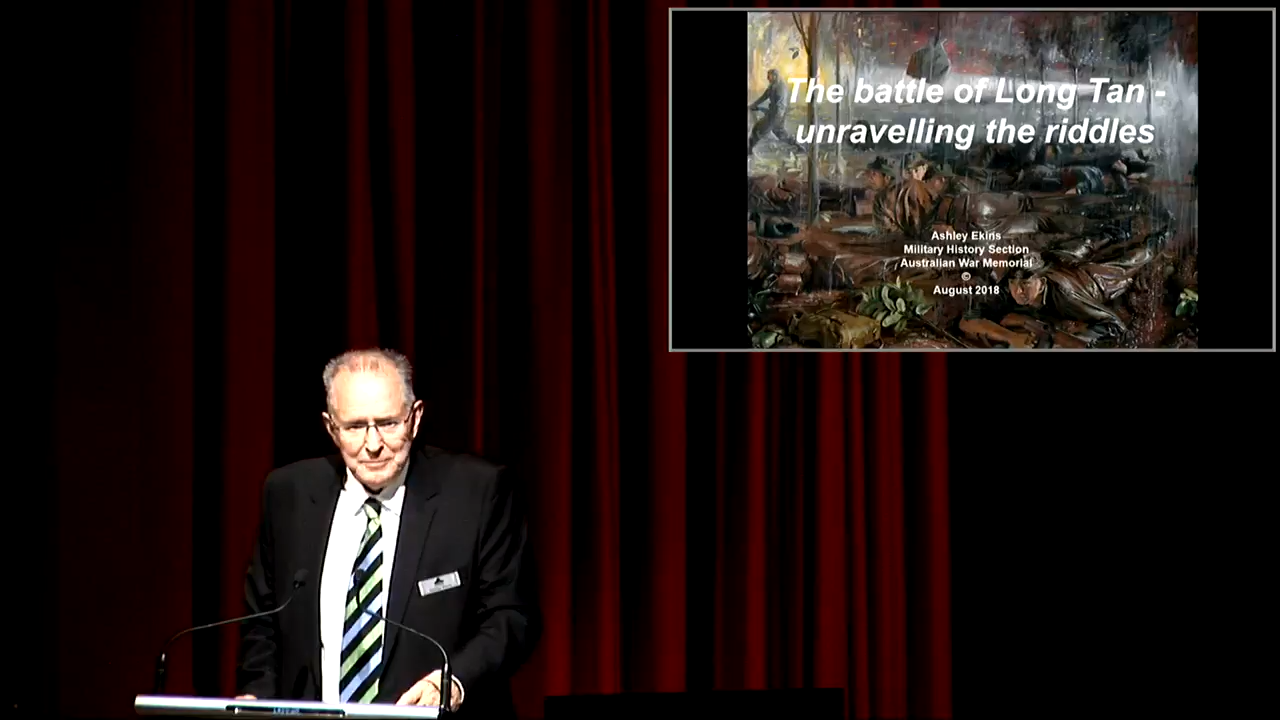 The battle of Long Tan -
unravelling the riddles
Ashley Ekins
Military History Section
Australian War Memorial
©
August 2018